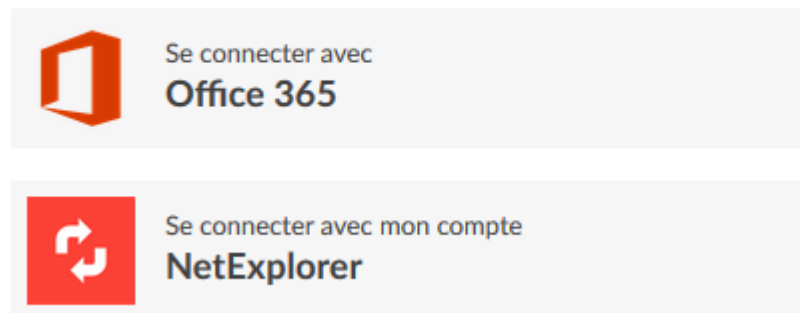 Se connecter avec
Office 365
Se connecter avec mon compte
NetExplorer